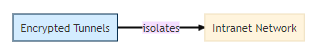 Encrypted Tunnels
isolates
Intranet Network